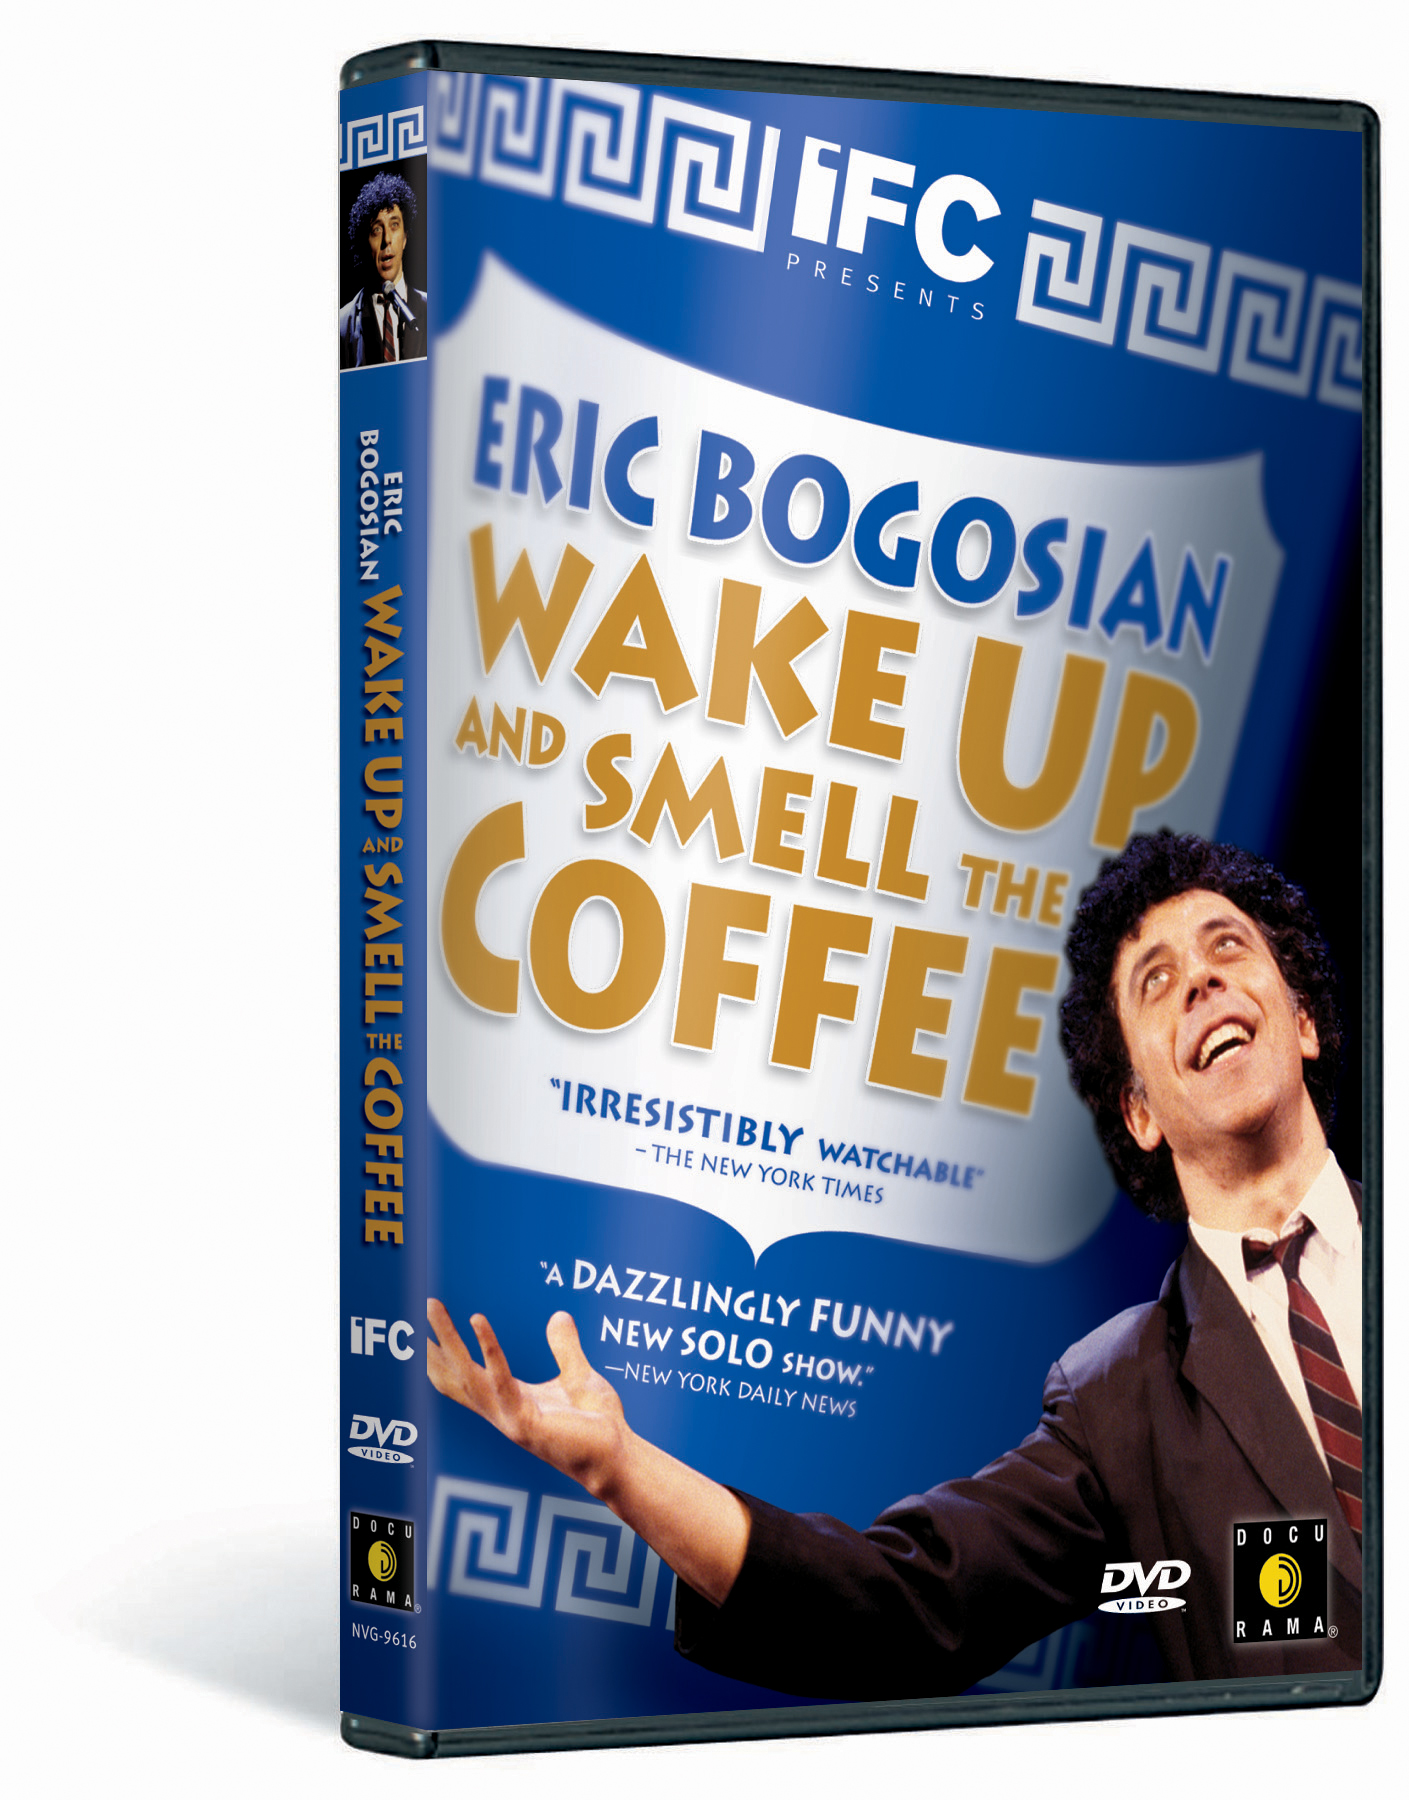 iFC
PRESENTS
ERIC BOGOSIAN
WAKE UP
AND SMELL THE
COFFEE
"IRRESISTIBLY WATCHABLE"
– THE NEW YORK TIMES
"A DAZZLINGLY FUNNY
NEW SOLO SHOW."
—NEW YORK DAILY NEWS
DVD
VIDEO
DOCU
RAMA®
ERIC
BOGOSIAN
WAKE UP AND SMELL THE COFFEE
iFC
DVD
VIDEO
DOCU
RAMA®
NVG-9616